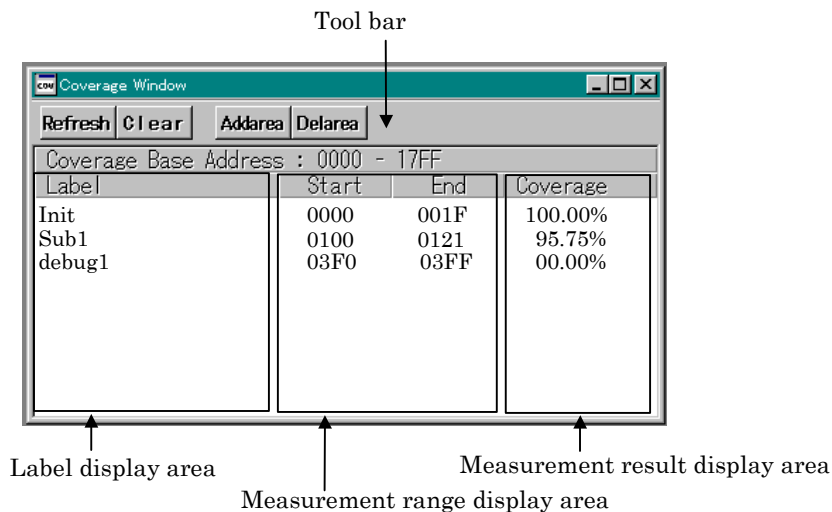 Tool bar
COV Coverage Window
Refresh Clear Addarea Delarea
Coverage Base Address : 0000 - 17FF
Label Start End Coverage
Init 0000 001F 100.00%
Sub1 0100 0121 95.75%
debug1 03F0 03FF 00.00%
Label display area
Measurement result display area
Measurement range display area